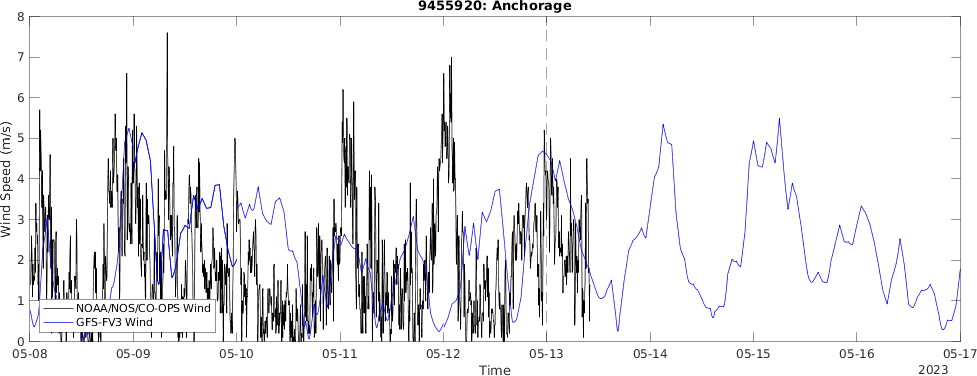 9455920: Anchorage
8
7
6
5
4
3
2
1
0
Wind Speed (m/s)
NOAA/NOS/CO-OPS Wind
GFS-FV3 Wind
05-08 05-09 05-10 05-11 05-12 05-13 05-14 05-15 05-16 05-17
Time
2023